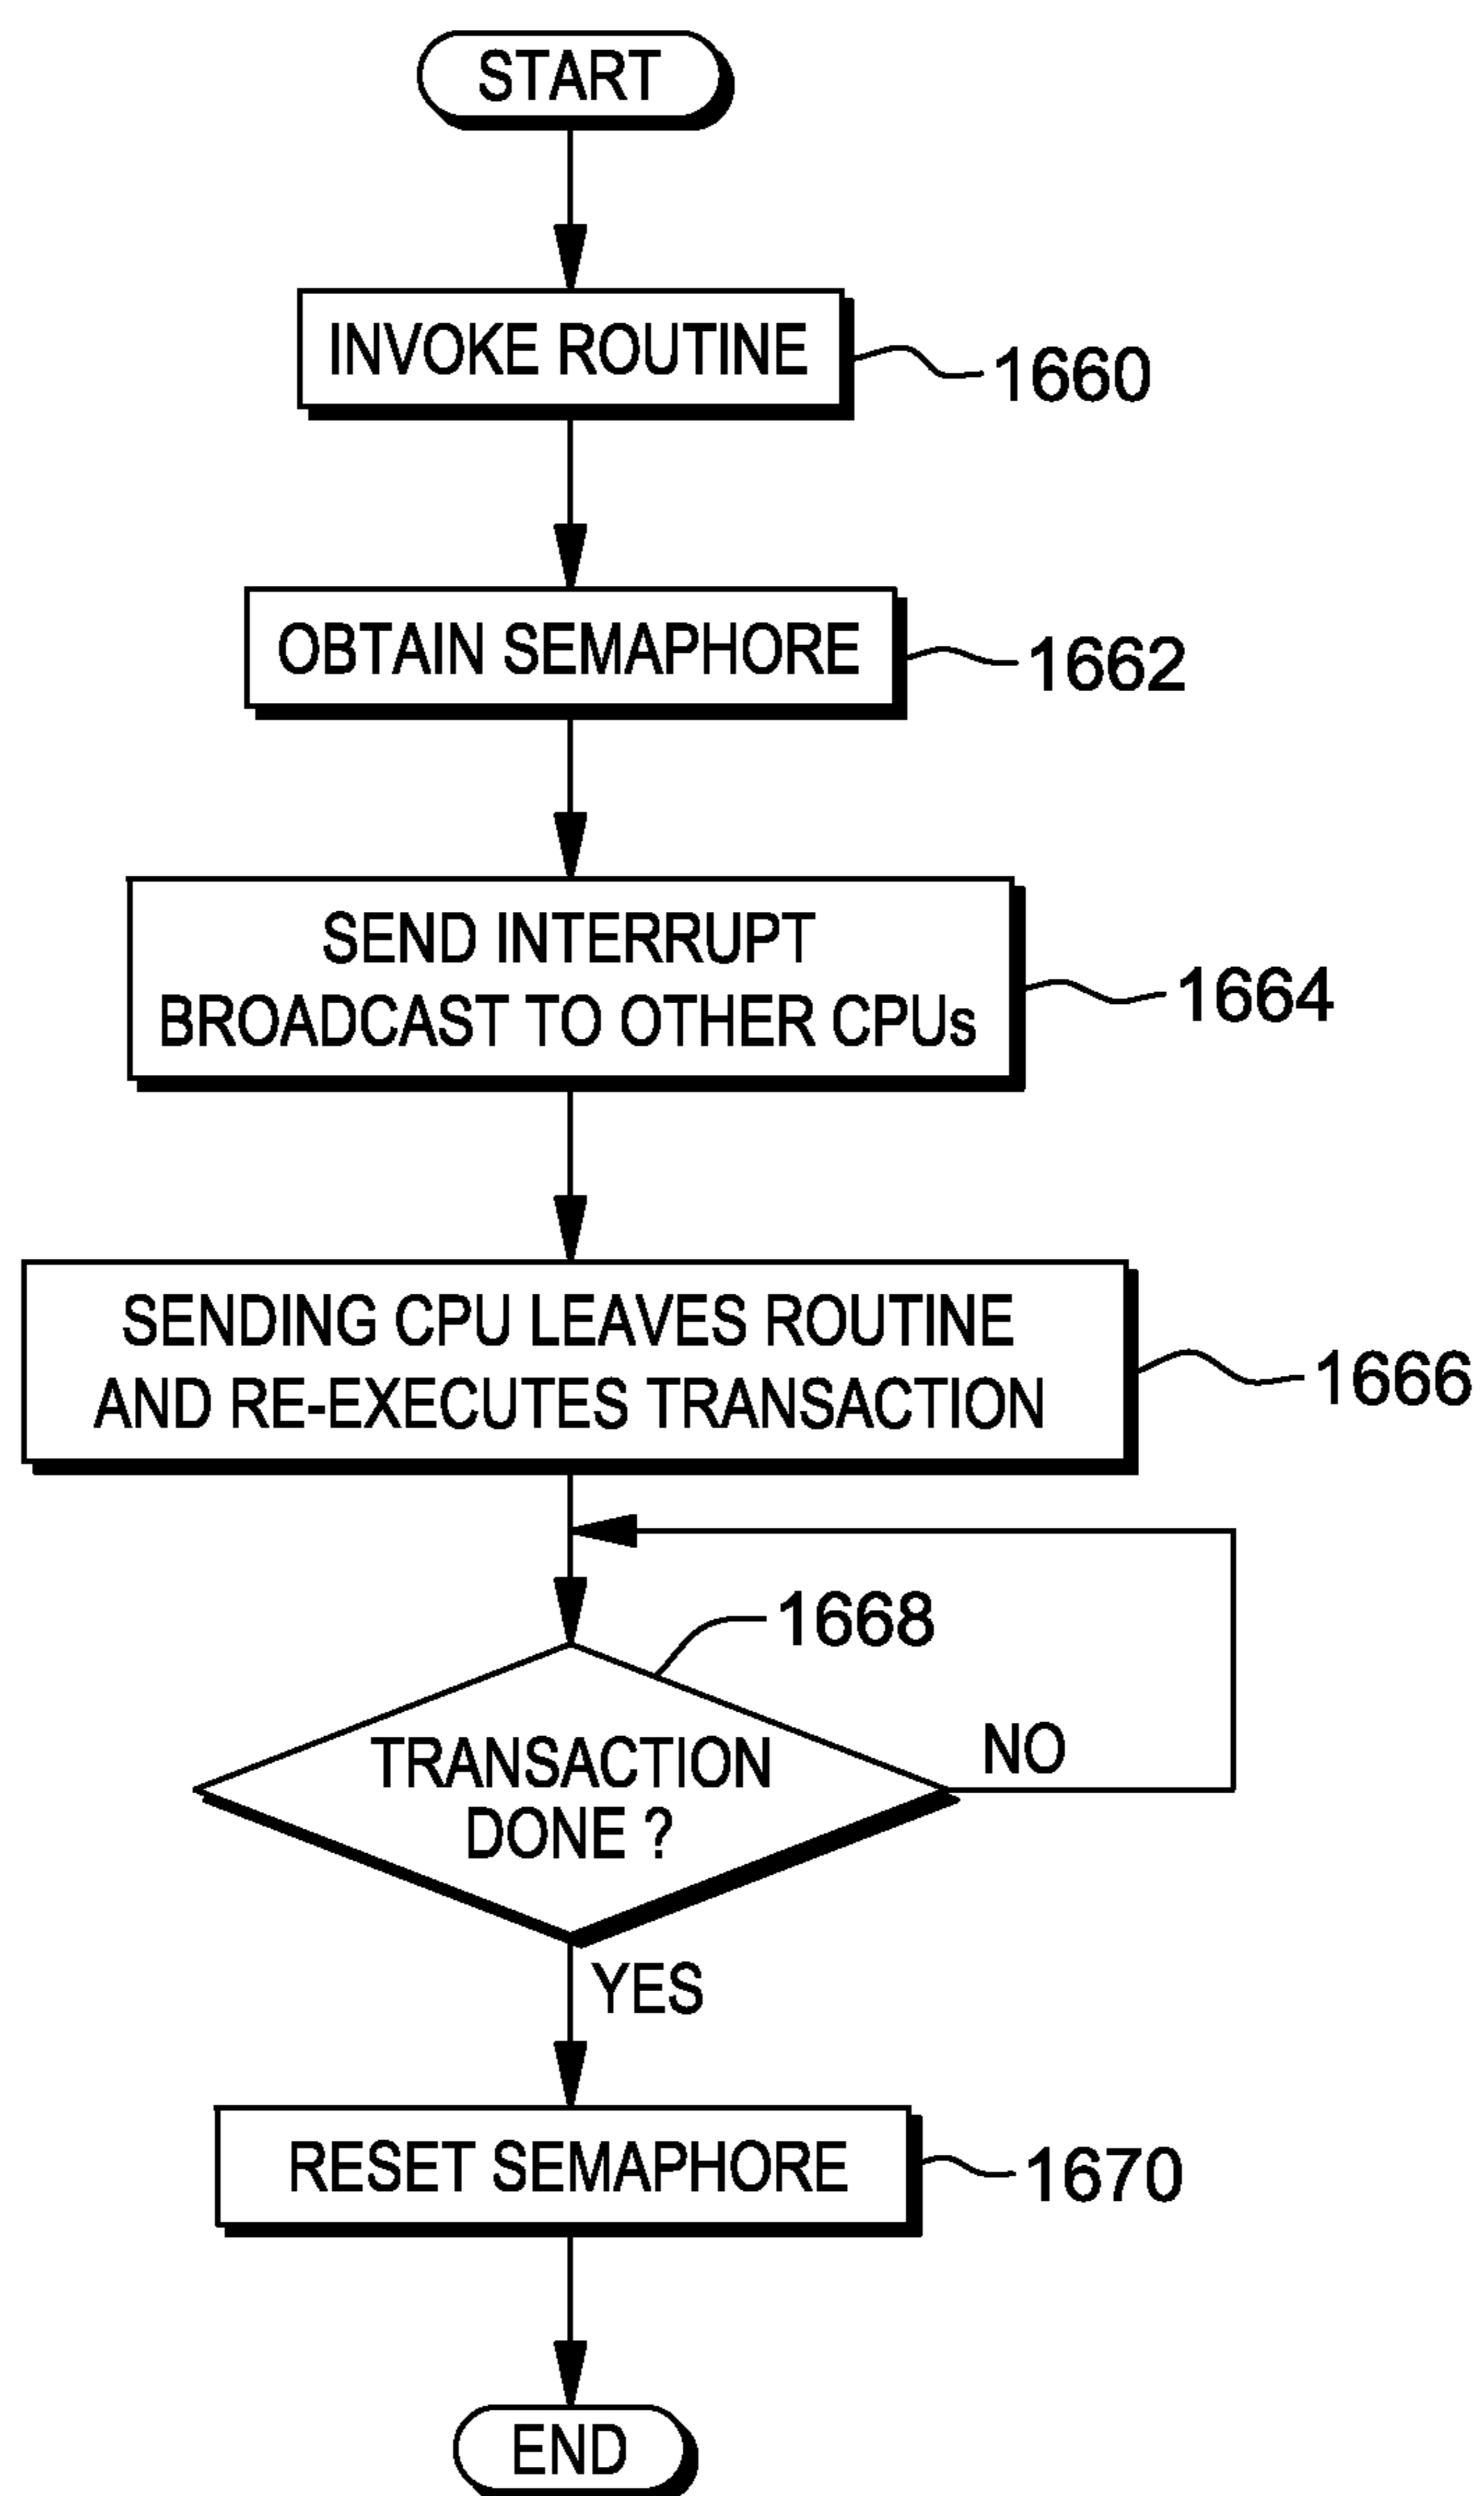 START
INVOKE ROUTINE
1660
OBTAIN SEMAPHORE
1662
SEND INTERRUPT
BROADCAST TO OTHER CPUs
1664
SENDING CPU LEAVES ROUTINE
AND RE-EXECUTES TRANSACTION
1666
1668
TRANSACTION
DONE ?
NO
YES
RESET SEMAPHORE
1670
END